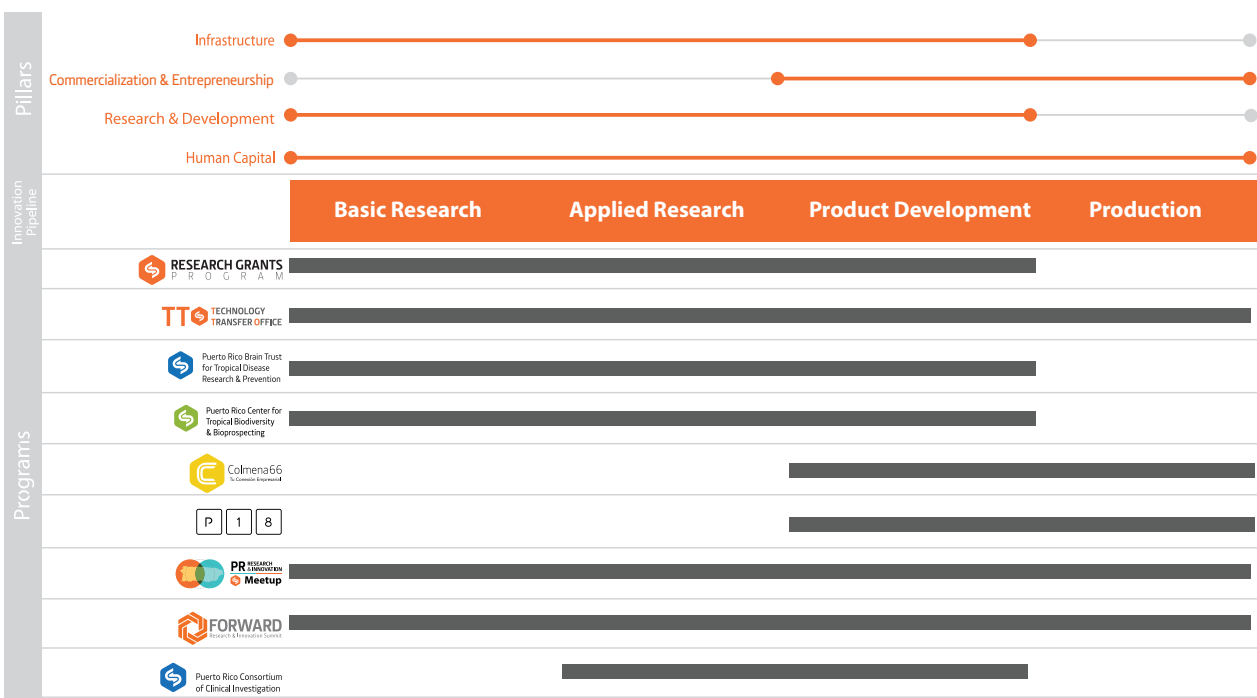 Pillars
Infrastructure
Commercialization & Entrepreneurship
Research & Development
Human Capital
Innovation
Pipeline
Basic Research
Applied Research
Product Development
Production
Programs
RESEARCH GRANTS
PROGRAM
TT
TECHNOLOGY
TRANSFER OFFICE
Puerto Rico Brain Trust
for Tropical Disease
Research & Prevention
Puerto Rico Center for
Tropical Biodiversity
& Bioprospecting
Colmena66
Tu Conexión Empresarial
P 1 8
PR RESEARCH
& INNOVATION
Meetup
FORWARD
Research & Innovation Summit
Puerto Rico Consortium
of Clinical Investigation